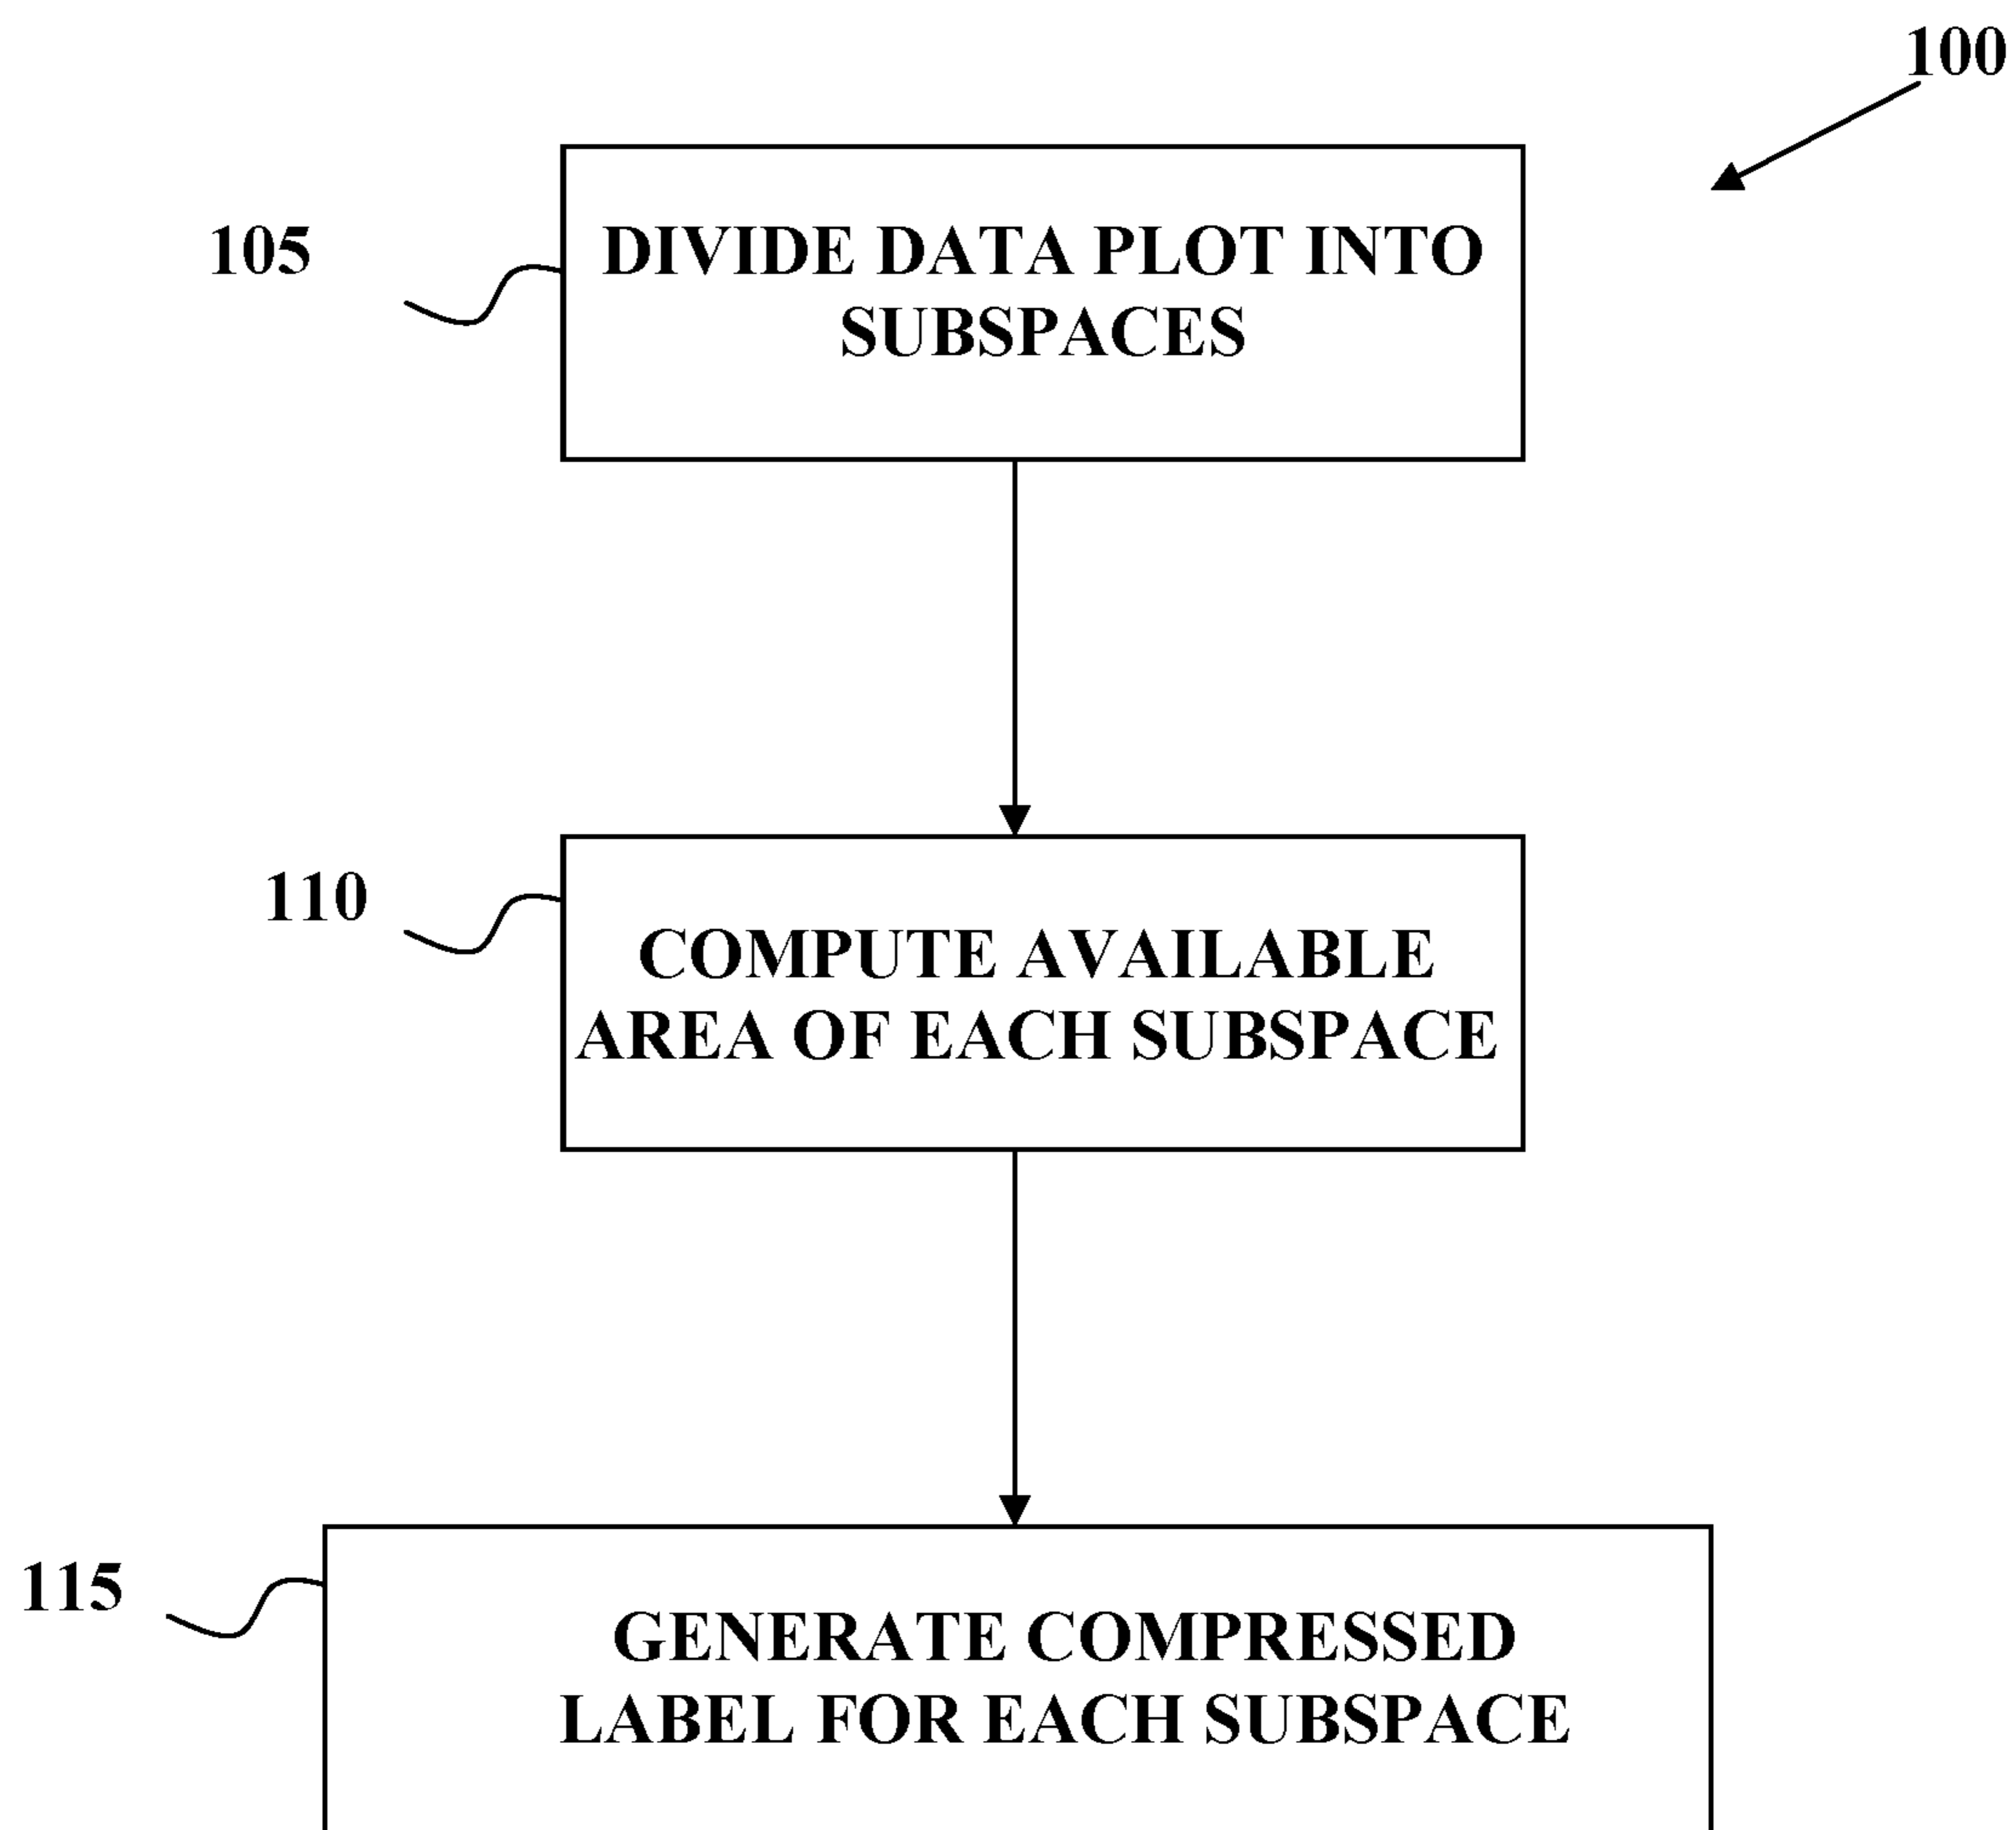 100
105
DIVIDE DATA PLOT INTO
SUBSPACES
110
COMPUTE AVAILABLE
AREA OF EACH SUBSPACE
115
GENERATE COMPRESSED
LABEL FOR EACH SUBSPACE